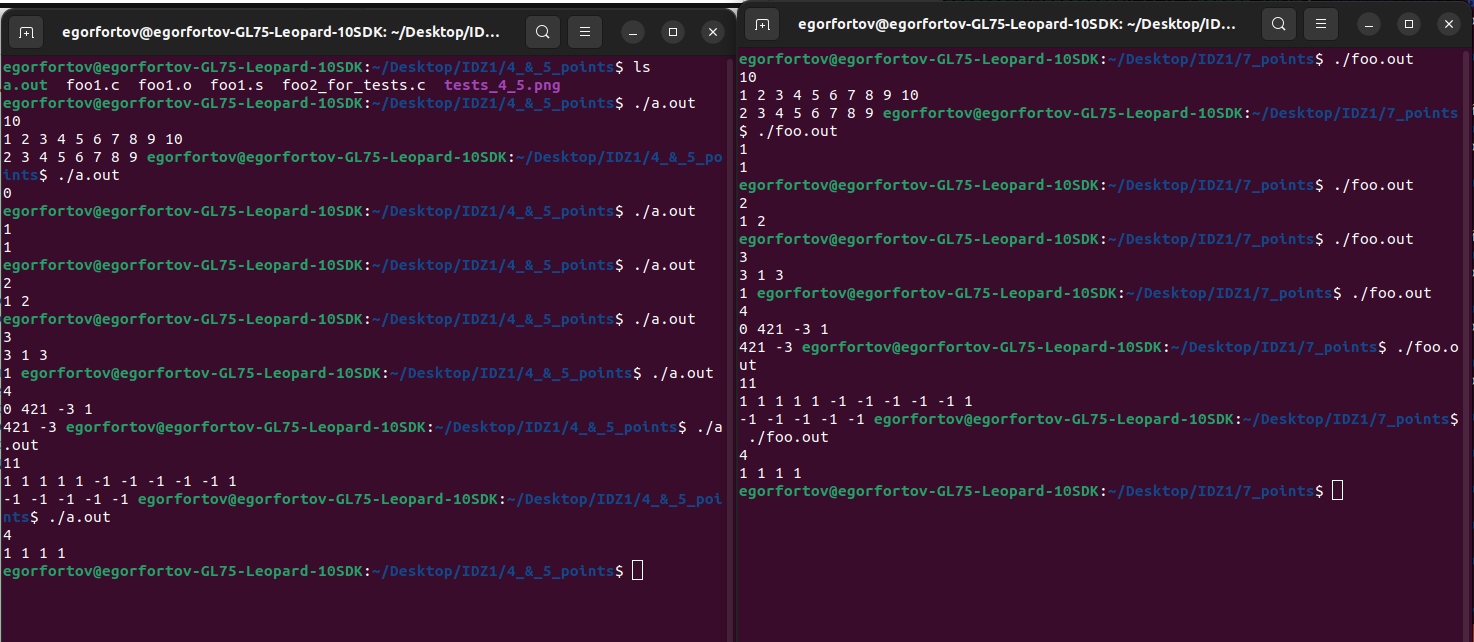 egorfortov@egorfortov-GL75-Leopard-10SDK: ~/Desktop/ID...
egorfortov@egorfortov-GL75-Leopard-10SDK:~/Desktop/IDZ1/4_&_5_points$ ls
a.out  foo1.c  foo1.o  foo1.s  foo2_for_tests.c  tests_4_5.png
egorfortov@egorfortov-GL75-Leopard-10SDK:~/Desktop/IDZ1/4_&_5_points$ ./a.out
10
1 2 3 4 5 6 7 8 9 10
2 3 4 5 6 7 8 9 egorfortov@egorfortov-GL75-Leopard-10SDK:~/Desktop/IDZ1/4_&_5_po
ints$ ./a.out
0
egorfortov@egorfortov-GL75-Leopard-10SDK:~/Desktop/IDZ1/4_&_5_points$ ./a.out
1
1
egorfortov@egorfortov-GL75-Leopard-10SDK:~/Desktop/IDZ1/4_&_5_points$ ./a.out
2
1 2
egorfortov@egorfortov-GL75-Leopard-10SDK:~/Desktop/IDZ1/4_&_5_points$ ./a.out
3
3 1 3
1 egorfortov@egorfortov-GL75-Leopard-10SDK:~/Desktop/IDZ1/4_&_5_points$ ./a.out
4
0 421 -3 1
421 -3 egorfortov@egorfortov-GL75-Leopard-10SDK:~/Desktop/IDZ1/4_&_5_points$ ./a
.out
11
1 1 1 1 1 -1 -1 -1 -1 -1 1
-1 -1 -1 -1 -1 egorfortov@egorfortov-GL75-Leopard-10SDK:~/Desktop/IDZ1/4_&_5_poi
nts$ ./a.out
4
1 1 1 1
egorfortov@egorfortov-GL75-Leopard-10SDK:~/Desktop/IDZ1/4_&_5_points$
egorfortov@egorfortov-GL75-Leopard-10SDK: ~/Desktop/ID...
egorfortov@egorfortov-GL75-Leopard-10SDK:~/Desktop/IDZ1/7_points$ ./foo.out
10
1 2 3 4 5 6 7 8 9 10
2 3 4 5 6 7 8 9 egorfortov@egorfortov-GL75-Leopard-10SDK:~/Desktop/IDZ1/7_points
$ ./foo.out
1
1
egorfortov@egorfortov-GL75-Leopard-10SDK:~/Desktop/IDZ1/7_points$ ./foo.out
2
1 2
egorfortov@egorfortov-GL75-Leopard-10SDK:~/Desktop/IDZ1/7_points$ ./foo.out
3
3 1 3
1 egorfortov@egorfortov-GL75-Leopard-10SDK:~/Desktop/IDZ1/7_points$ ./foo.out
4
0 421 -3 1
421 -3 egorfortov@egorfortov-GL75-Leopard-10SDK:~/Desktop/IDZ1/7_points$ ./foo.o
ut
11
1 1 1 1 1 -1 -1 -1 -1 -1 1
-1 -1 -1 -1 -1 egorfortov@egorfortov-GL75-Leopard-10SDK:~/Desktop/IDZ1/7_points$
 ./foo.out
4
1 1 1 1
egorfortov@egorfortov-GL75-Leopard-10SDK:~/Desktop/IDZ1/7_points$